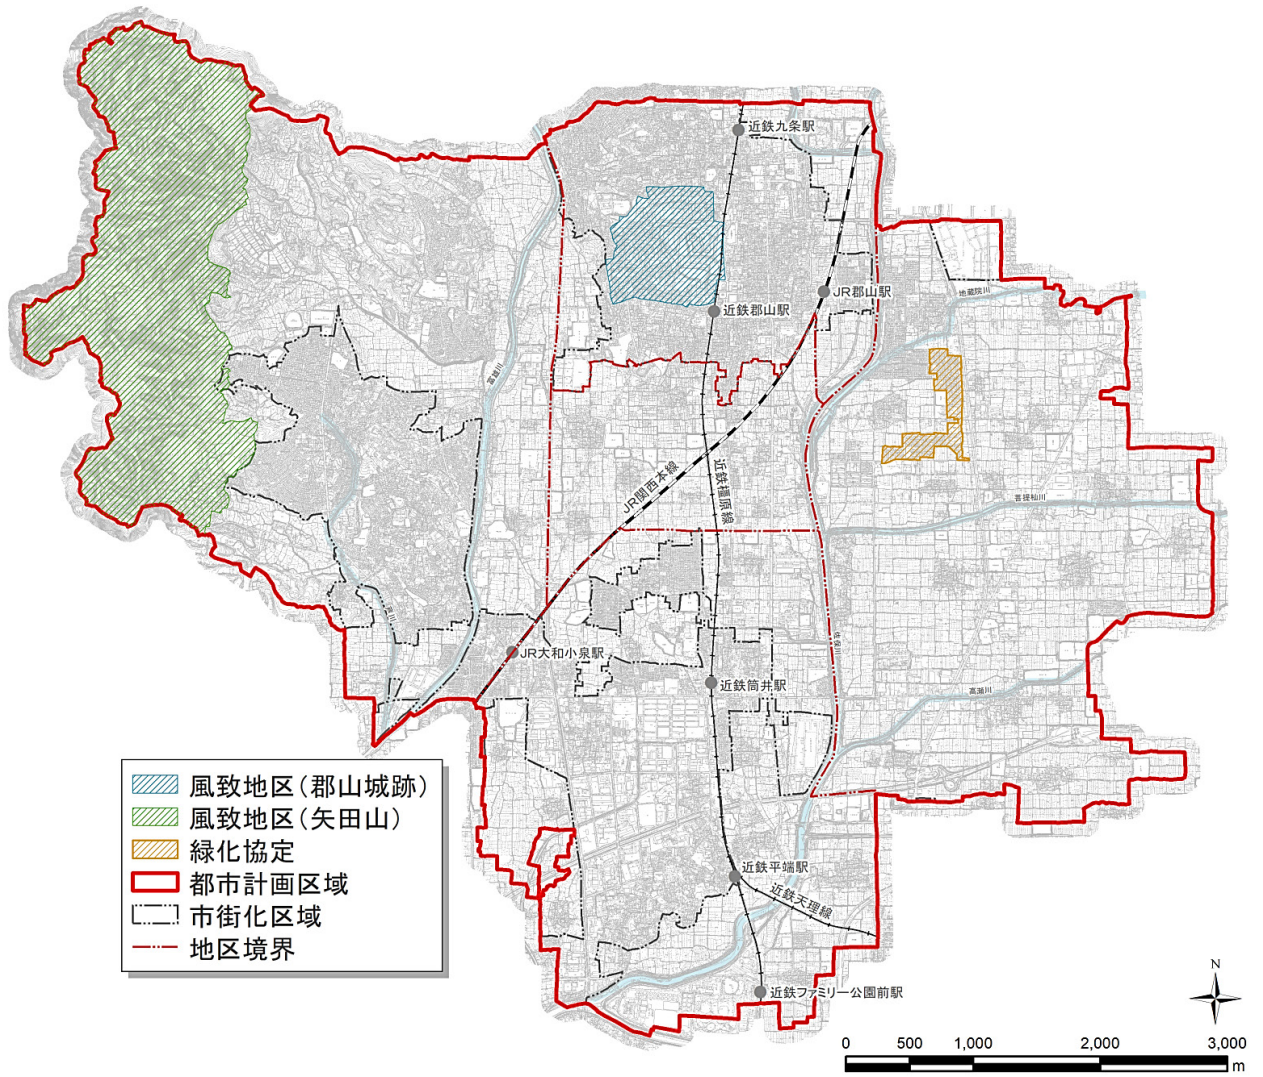 近鉄九条駅
JR郡山駅
地蔵院川
近鉄郡山駅
富雄川
JR関西本線
近鉄橿原線
菩提仙川
佐保川
JR大和小泉駅
近鉄筒井駅
高瀬川
風致地区(郡山城跡)
風致地区(矢田山)
緑化協定
都市計画区域
市街化区域
地区境界
近鉄平端駅
近鉄天理線
近鉄ファミリー公園前駅
N
0 500 1,000 2,000 3,000
m